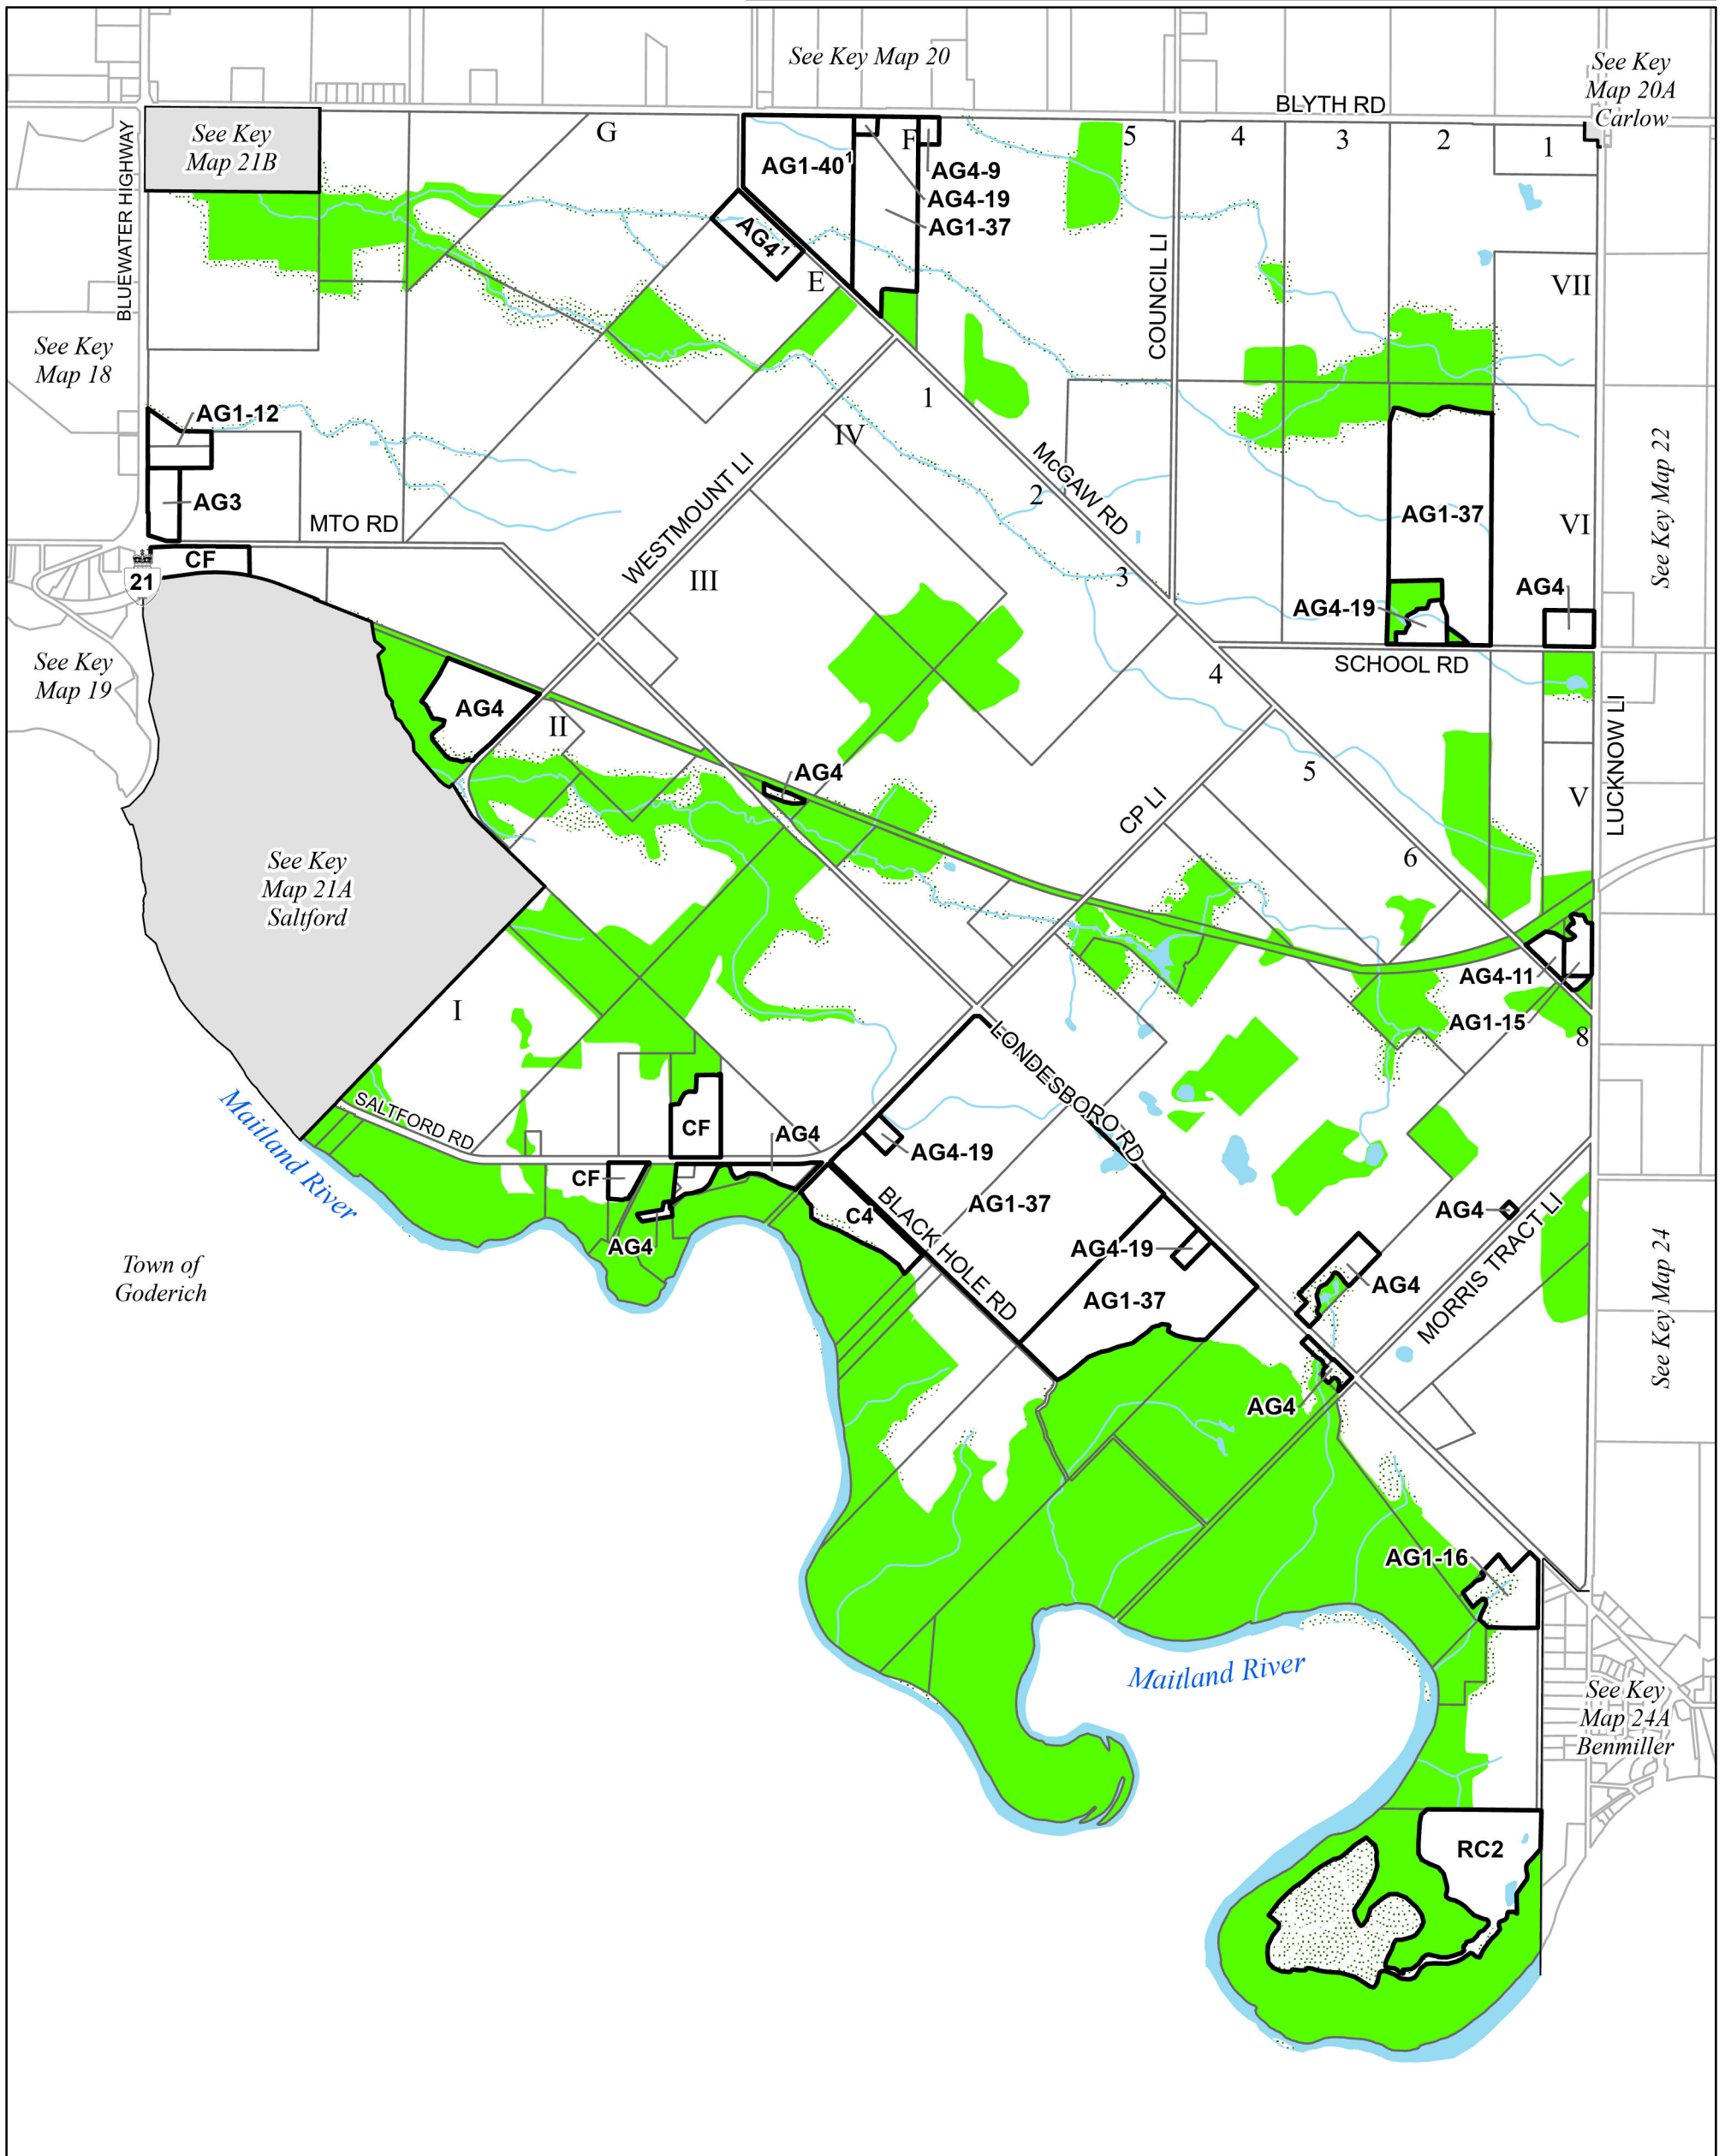 See Key Map 20
See Key
Map 20A
Carlow
BLYTH RD
See Key
Map 21B
G
F
5
4
3
2
1
BLUEWATER HIGHWAY
AG1-40¹
AG4-9
AG4-19
AG1-37
AG4¹
E
COUNCIL LI
VII
See Key
Map 18
1
AG1-12
IV
McGAW RD
WESTMOUNT LI
2
AG3
MTO RD
AG1-37
VI
See Key Map 22
CF
21
III
3
AG4
AG4-19
See Key
Map 19
SCHOOL RD
4
AG4
II
LUCKNOW LI
AG4
5
V
CP LI
6
See Key
Map 21A
Saltford
AG4-11
I
AG1-15
8
LONDESBORO RD
SALTFORD RD
Maitland River
CF
AG4
AG4-19
CF
AG1-37
C4
BLACK HOLE RD
AG4
AG4
AG4-19
MORRIS TRACT LI
Town of
Goderich
AG4
AG1-37
See Key Map 24
AG4
AG1-16
Maitland River
See Key
Map 24A
Benmiller
RC2